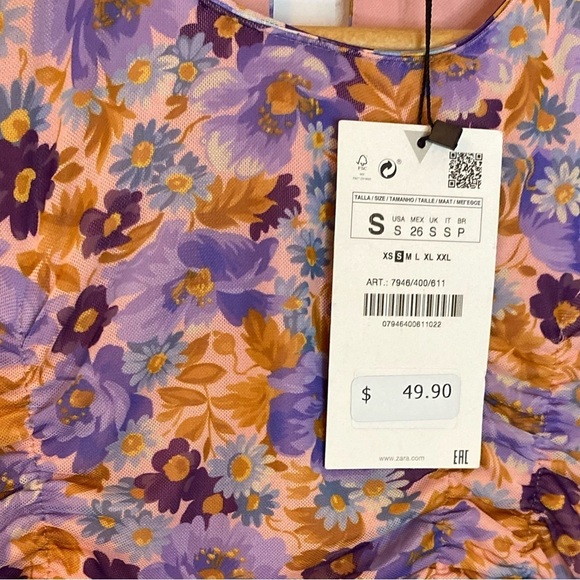 FSC
TALLA / SIZE / TAMANHO / TAILLE / MAAT / ΜΕΓΕΘΟΣ
S
USA MEX UK IT BR
S 26 S S P
XS S M L XL XXL
ART.: 7946/400/611
07946400611022
$ 49.90
www.zara.com
EAC